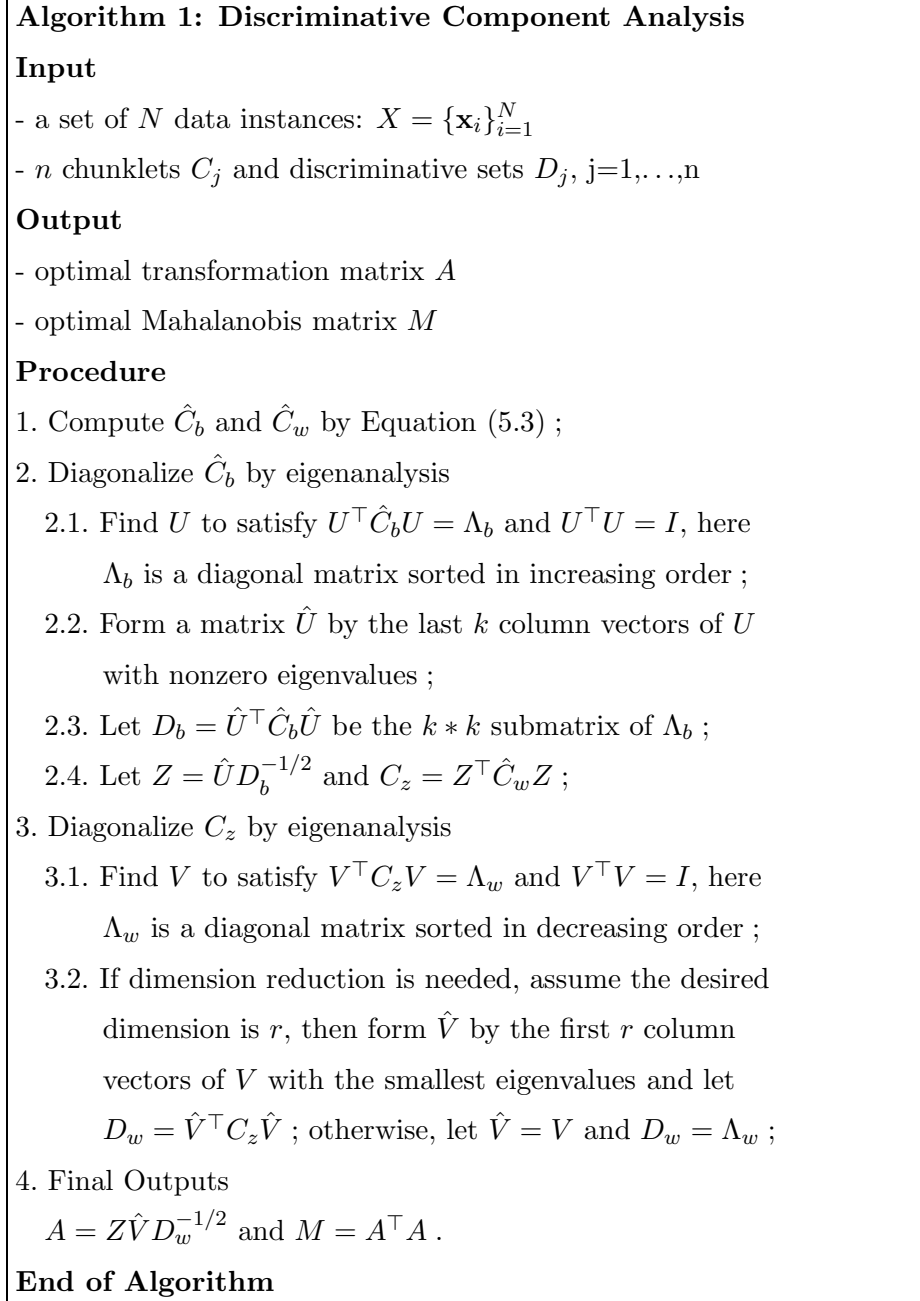 Algorithm 1: Discriminative Component Analysis
Input
- a set of N data instances: X = {x_i}_{i=1}^N
- n chunklets C_j and discriminative sets D_j, j=1,...,n
Output
- optimal transformation matrix A
- optimal Mahalanobis matrix M
Procedure
1. Compute Ĉ_b and Ĉ_w by Equation (5.3) ;
2. Diagonalize Ĉ_b by eigenanalysis
2.1. Find U to satisfy U^⊤Ĉ_bU = Λ_b and U^⊤U = I, here
Λ_b is a diagonal matrix sorted in increasing order ;
2.2. Form a matrix Û by the last k column vectors of U
with nonzero eigenvalues ;
2.3. Let D_b = Û^⊤Ĉ_bÛ be the k ∗ k submatrix of Λ_b ;
2.4. Let Z = ÛD_b^{-1/2} and C_z = Z^⊤Ĉ_wZ ;
3. Diagonalize C_z by eigenanalysis
3.1. Find V to satisfy V^⊤C_zV = Λ_w and V^⊤V = I, here
Λ_w is a diagonal matrix sorted in decreasing order ;
3.2. If dimension reduction is needed, assume the desired
dimension is r, then form V̂ by the first r column
vectors of V with the smallest eigenvalues and let
D_w = V̂^⊤C_zV̂ ; otherwise, let V̂ = V and D_w = Λ_w ;
4. Final Outputs
A = ZV̂D_w^{-1/2} and M = A^⊤A .
End of Algorithm